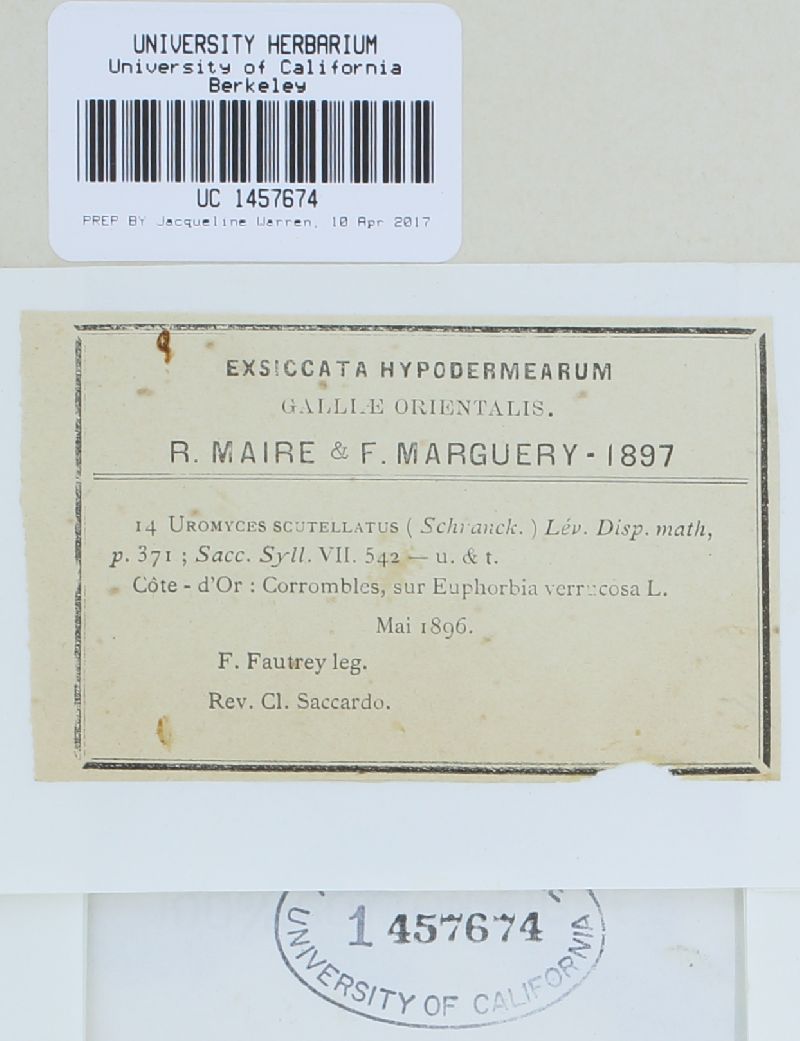 UNIVERSITY HERBARIUM
University of California
Berkeley
UC 1457674
PREP BY Jacqueline Warren, 10 Apr 2017
EXSICCATA HYPODERMEARUM
GALLIÆ ORIENTALIS.
R. MAIRE & F. MARGUERY - 1897
14 UROMYCES SCUTELLATUS ( Schranck. ) Lév. Disp. math,
p. 371 ; Sacc. Syll. VII. 542 — u. & t.
Côte - d'Or : Corrombles, sur Euphorbia verrucosa L.
Mai 1896.
F. Fautrey leg.
Rev. Cl. Saccardo.
1 457674
UNIVERSITY OF CALIFORNIA